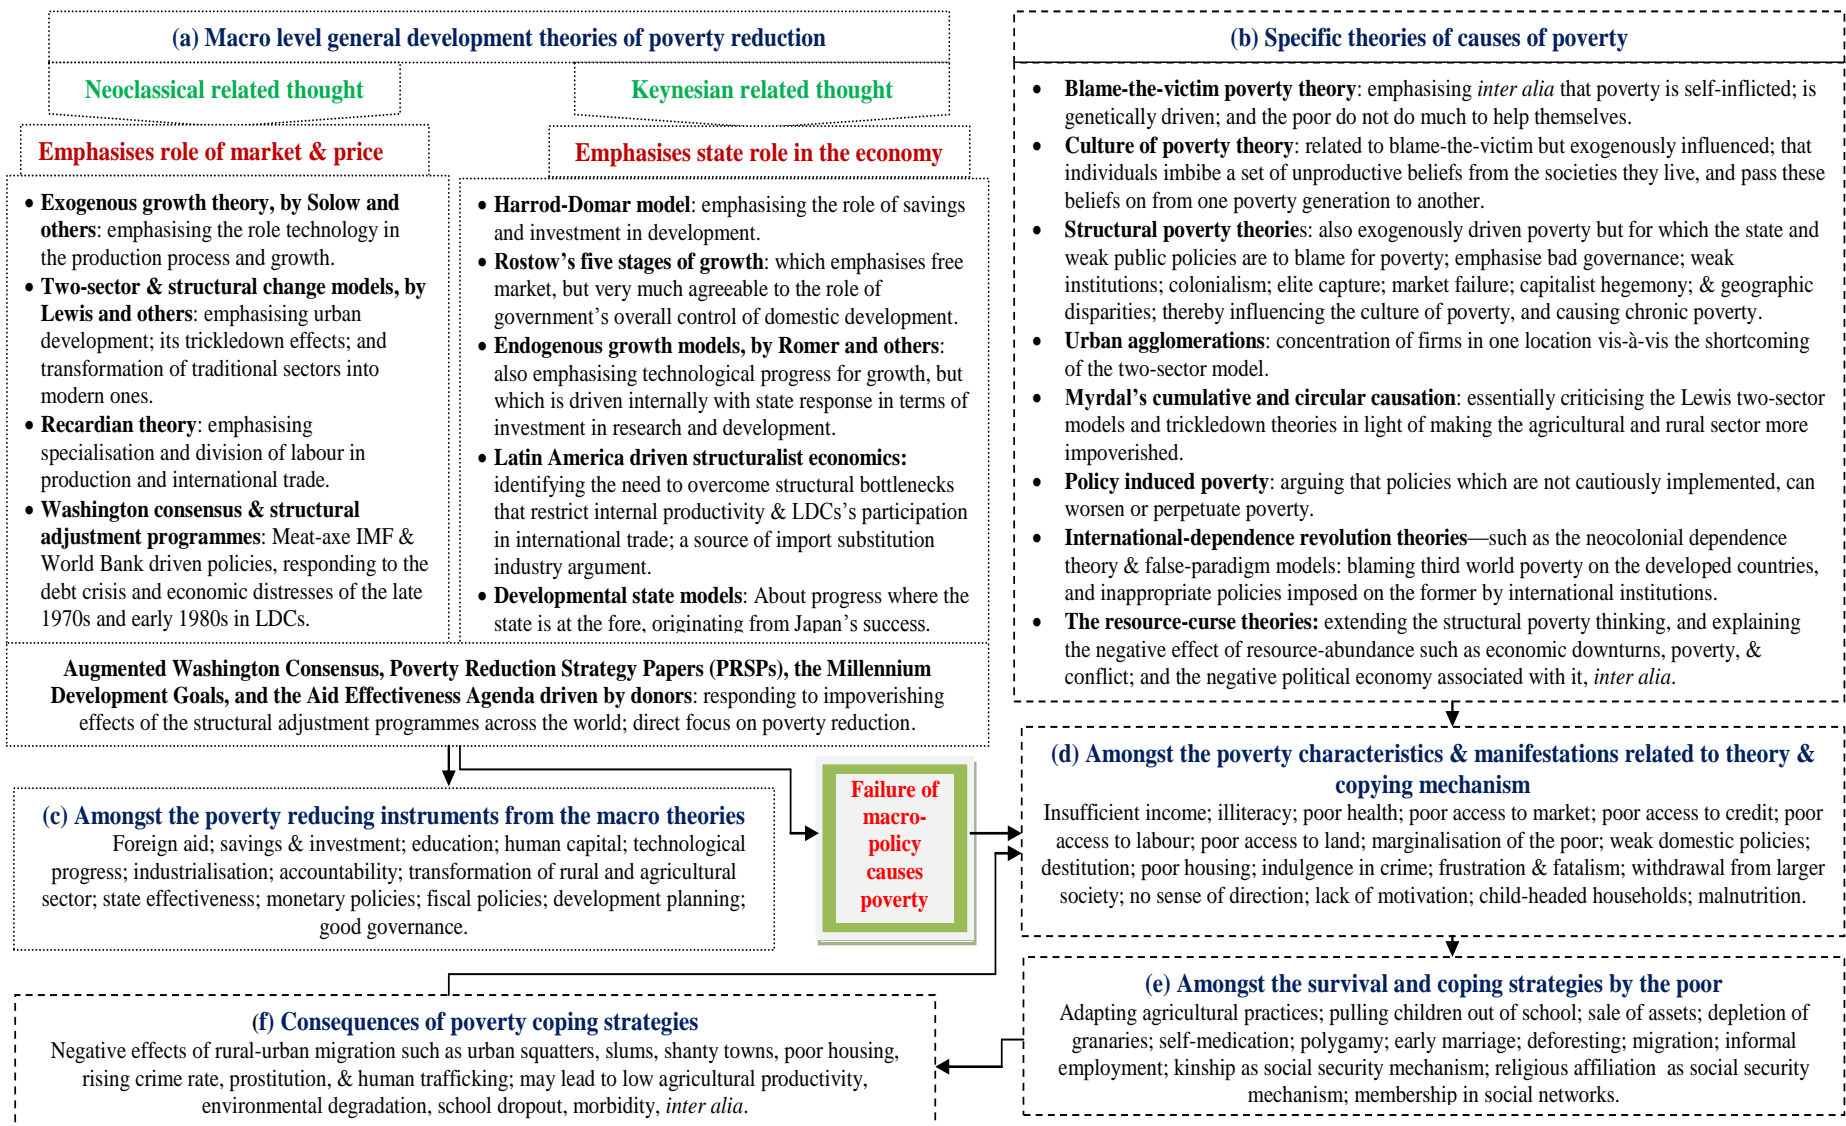 (a) Macro level general development theories of poverty reduction
Neoclassical related thought
Keynesian related thought
Emphasises role of market & price
Emphasises state role in the economy
• Exogenous growth theory, by Solow and
others: emphasising the role technology in
the production process and growth.
• Two-sector & structural change models, by
Lewis and others: emphasising urban
development; its trickledown effects; and
transformation of traditional sectors into
modern ones.
• Recardian theory: emphasising
specialisation and division of labour in
production and international trade.
• Washington consensus & structural
adjustment programmes: Meat-axe IMF &
World Bank driven policies, responding to the
debt crisis and economic distresses of the late
1970s and early 1980s in LDCs.
• Harrod-Domar model: emphasising the role of savings
and investment in development.
• Rostow’s five stages of growth: which emphasises free
market, but very much agreeable to the role of
government’s overall control of domestic development.
• Endogenous growth models, by Romer and others:
also emphasising technological progress for growth, but
which is driven internally with state response in terms of
investment in research and development.
• Latin America driven structuralist economics:
identifying the need to overcome structural bottlenecks
that restrict internal productivity & LDCs’s participation
in international trade; a source of import substitution
industry argument.
• Developmental state models: About progress where the
state is at the fore, originating from Japan’s success.
Augmented Washington Consensus, Poverty Reduction Strategy Papers (PRSPs), the Millennium
Development Goals, and the Aid Effectiveness Agenda driven by donors: responding to impoverishing
effects of the structural adjustment programmes across the world; direct focus on poverty reduction.
(b) Specific theories of causes of poverty
• Blame-the-victim poverty theory: emphasising inter alia that poverty is self-inflicted; is
genetically driven; and the poor do not do much to help themselves.
• Culture of poverty theory: related to blame-the-victim but exogenously influenced; that
individuals imbibe a set of unproductive beliefs from the societies they live, and pass these
beliefs on from one poverty generation to another.
• Structural poverty theories: also exogenously driven poverty but for which the state and
weak public policies are to blame for poverty; emphasise bad governance; weak
institutions; colonialism; elite capture; market failure; capitalist hegemony; & geographic
disparities; thereby influencing the culture of poverty, and causing chronic poverty.
• Urban agglomerations: concentration of firms in one location vis-à-vis the shortcoming
of the two-sector model.
• Myrdal’s cumulative and circular causation: essentially criticising the Lewis two-sector
models and trickledown theories in light of making the agricultural and rural sector more
impoverished.
• Policy induced poverty: arguing that policies which are not cautiously implemented, can
worsen or perpetuate poverty.
• International-dependence revolution theories—such as the neocolonial dependence
theory & false-paradigm models: blaming third world poverty on the developed countries,
and inappropriate policies imposed on the former by international institutions.
• The resource-curse theories: extending the structural poverty thinking, and explaining
the negative effect of resource-abundance such as economic downturns, poverty, &
conflict; and the negative political economy associated with it, inter alia.
(c) Amongst the poverty reducing instruments from the macro theories
Foreign aid; savings & investment; education; human capital; technological
progress; industrialisation; accountability; transformation of rural and agricultural
sector; state effectiveness; monetary policies; fiscal policies; development planning;
good governance.
Failure of
macro-
policy
causes
poverty
(d) Amongst the poverty characteristics & manifestations related to theory &
copying mechanism
Insufficient income; illiteracy; poor health; poor access to market; poor access to credit; poor
access to labour; poor access to land; marginalisation of the poor; weak domestic policies;
destitution; poor housing; indulgence in crime; frustration & fatalism; withdrawal from larger
society; no sense of direction; lack of motivation; child-headed households; malnutrition.
(e) Amongst the survival and coping strategies by the poor
Adapting agricultural practices; pulling children out of school; sale of assets; depletion of
granaries; self-medication; polygamy; early marriage; deforesting; migration; informal
employment; kinship as social security mechanism; religious affiliation as social security
mechanism; membership in social networks.
(f) Consequences of poverty coping strategies
Negative effects of rural-urban migration such as urban squatters, slums, shanty towns, poor housing,
rising crime rate, prostitution, & human trafficking; may lead to low agricultural productivity,
environmental degradation, school dropout, morbidity, inter alia.